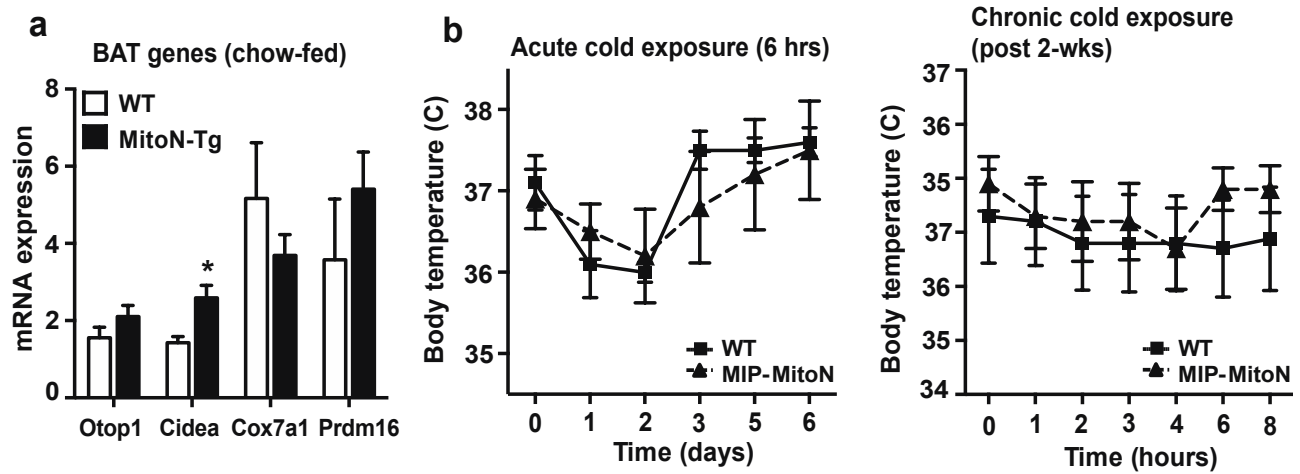 a
BAT genes (chow-fed)
WT
MitoN-Tg
mRNA expression
8
6
4
2
0
*
Otop1 Cidea Cox7a1 Prdm16
b
Acute cold exposure (6 hrs)
Body temperature (C)
38
37
36
35
WT
MIP-MitoN
0 1 2 3 5 6
Time (days)
Chronic cold exposure
(post 2-wks)
Body temperature (C)
37
36
35
37
36
35
34
WT
MIP-MitoN
0 1 2 3 4 6 8
Time (hours)